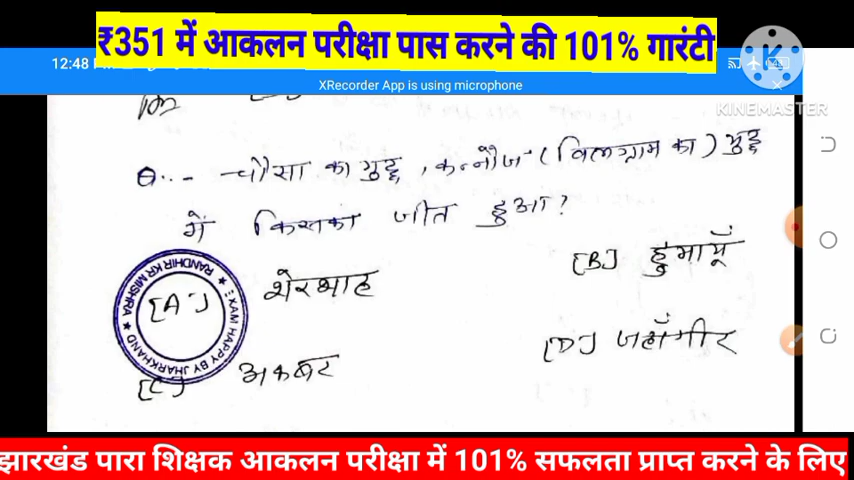 ₹351 में आकलन परीक्षा पास करने की 101% गारंटी
12:48 PM
XRecorder App is using microphone
KINEMASTER
Q:- चौसा का युद्ध, कन्नौज (विलग्राम का) युद्ध
में किसका जीत हुआ?
[A] शेरशाह
[B] हुमायूँ
[C] अकबर
[D] जहाँगीर
RANDHIR KR MISHRA ★ EXAM HAPPY BY JHARKHAND ★
झारखंड पारा शिक्षक आकलन परीक्षा में 101% सफलता प्राप्त करने के लिए